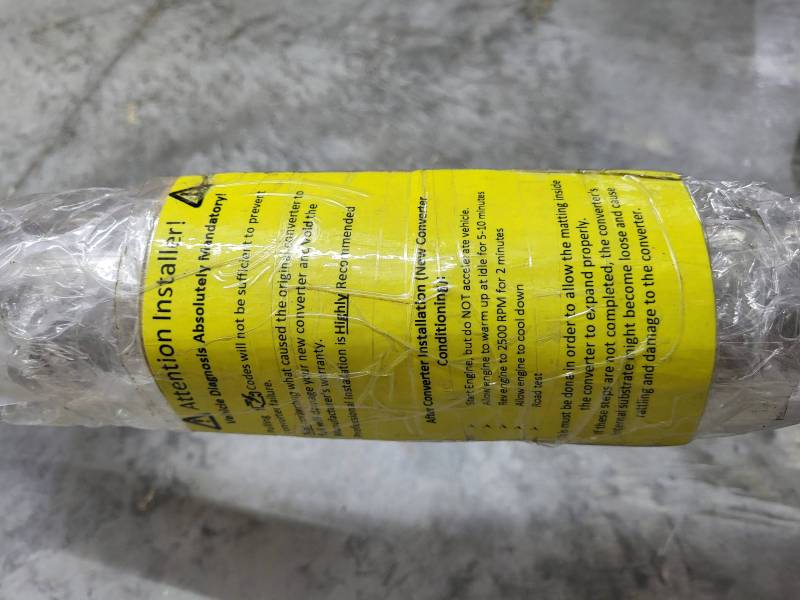 Attention Installer!
Vehicle Diagnosis Absolutely Mandatory!
Codes will not be sufficient to prevent
failure.
what caused the original converter to
damage your new converter and void the
Manufacturer's warranty.
Professional Installation is Highly Recommended
After Converter Installation (New Converter
Conditioning):
Start Engine, but do NOT accelerate vehicle.
Allow engine to warm up at idle for 5-10 minutes
Rev engine to 2500 RPM for 2 minutes
Allow engine to cool down
Road test
must be done in order to allow the matting inside
the converter to expand properly.
If these steps are not completed, the converter's
internal substrate might become loose and cause
rattling and damage to the converter.